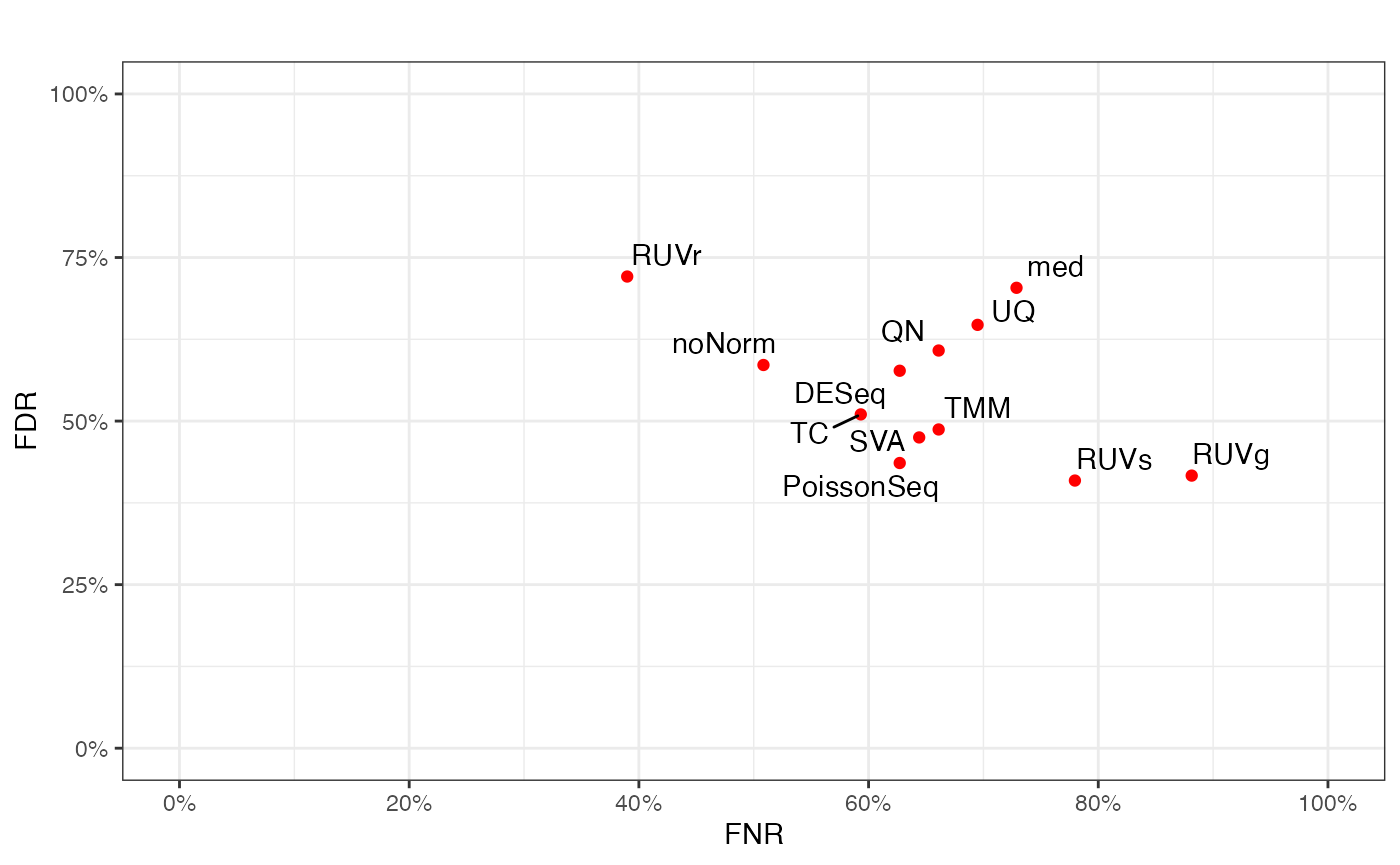 100%
75%
50%
25%
0%
FDR
RUVr
med
UQ
QN
noNorm
DESeq
TMM
TC
SVA
RUVg
RUVs
PoissonSeq
0%
20%
40%
60%
80%
100%
FNR